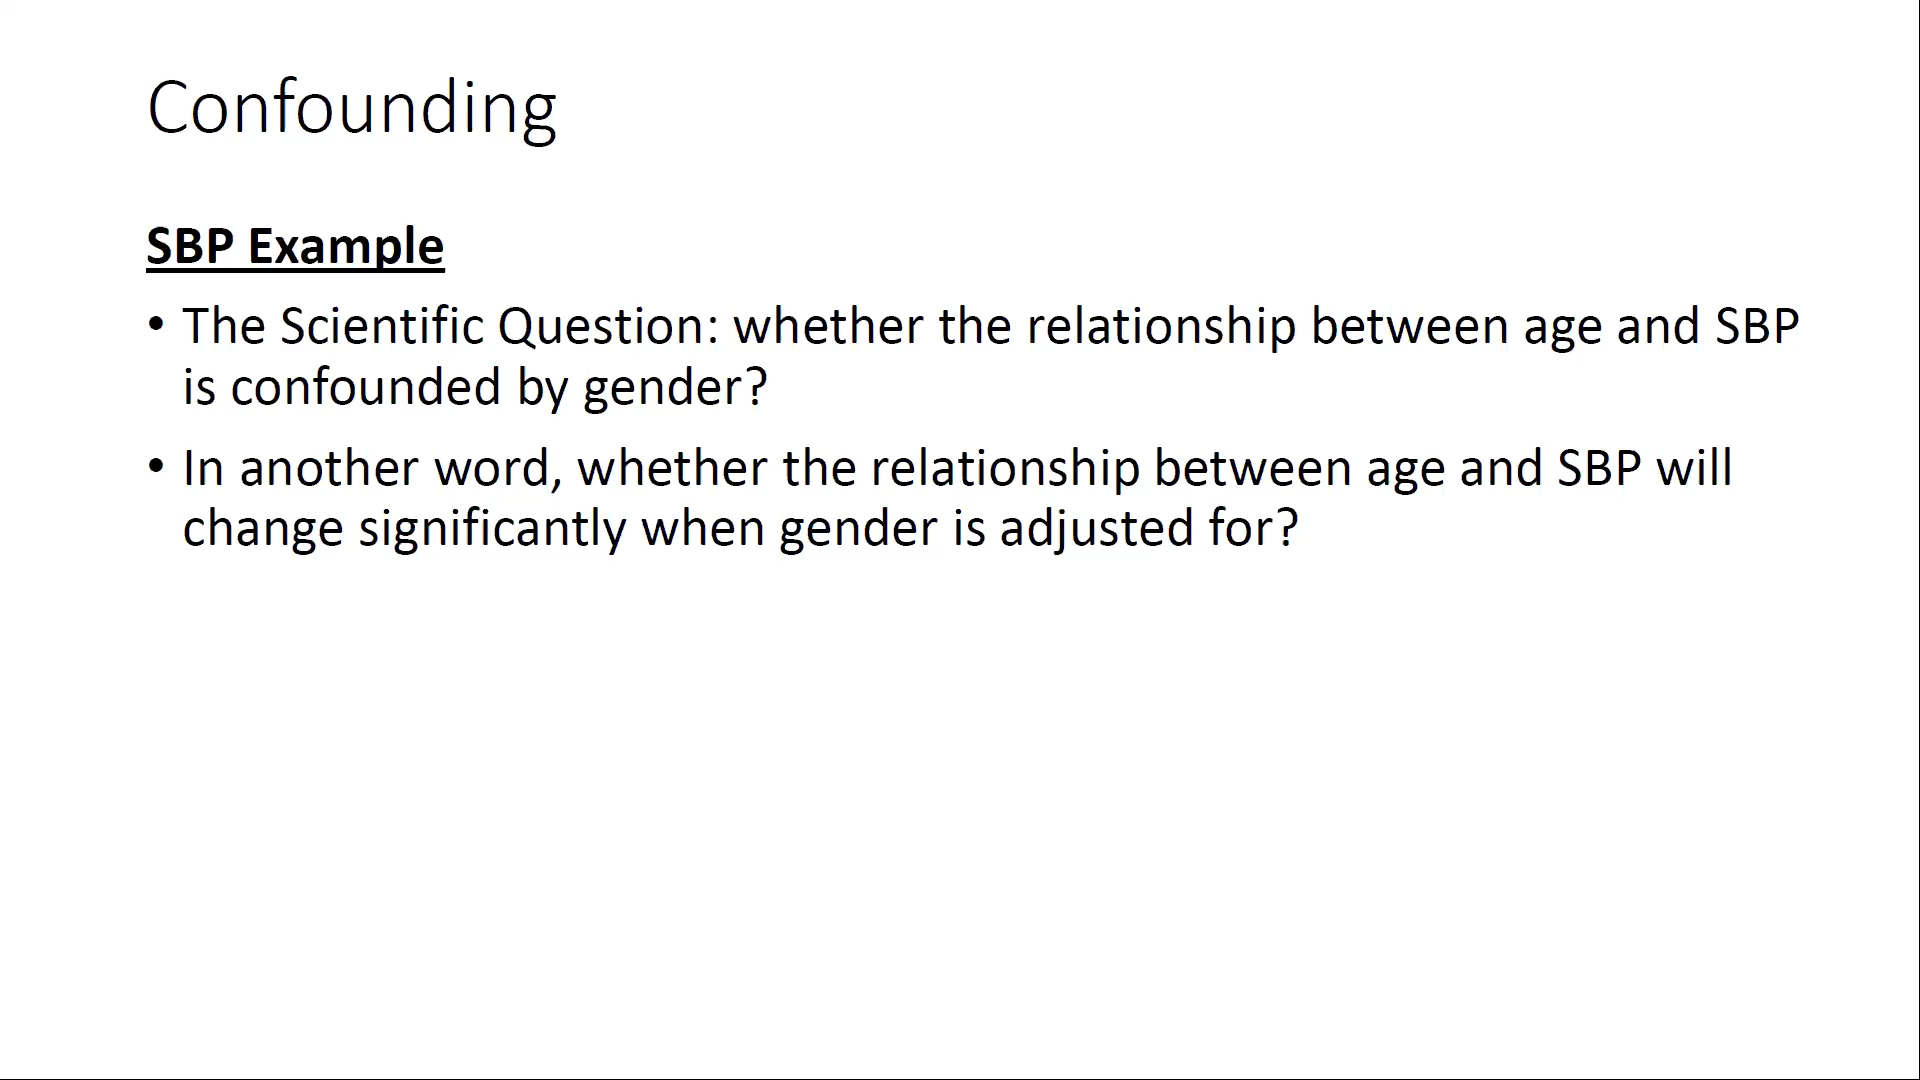 Confounding
SBP Example
• The Scientific Question: whether the relationship between age and SBP
is confounded by gender?
• In another word, whether the relationship between age and SBP will
change significantly when gender is adjusted for?